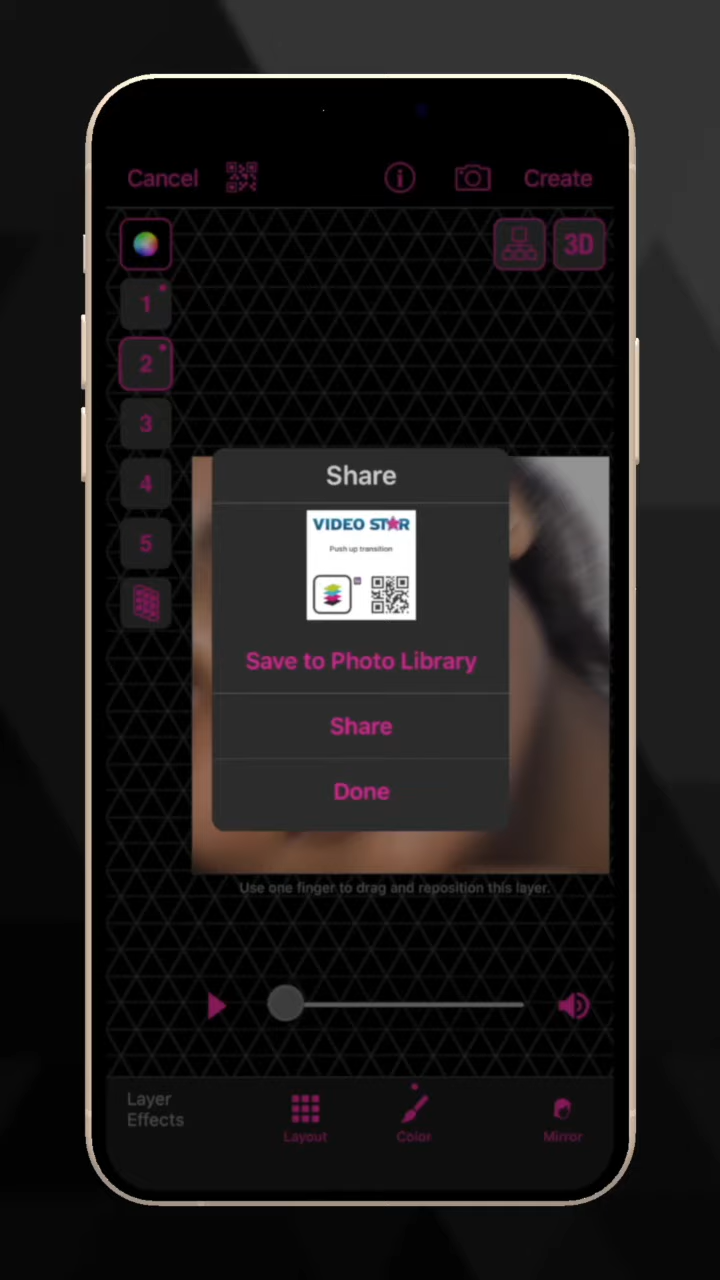 Cancel
Create
3D
1
2
3
4
5
Share
VIDEO STAR
Push up transition
Save to Photo Library
Share
Done
Use one finger to drag and reposition this layer.
Layer
Effects
Layout
Color
Mirror